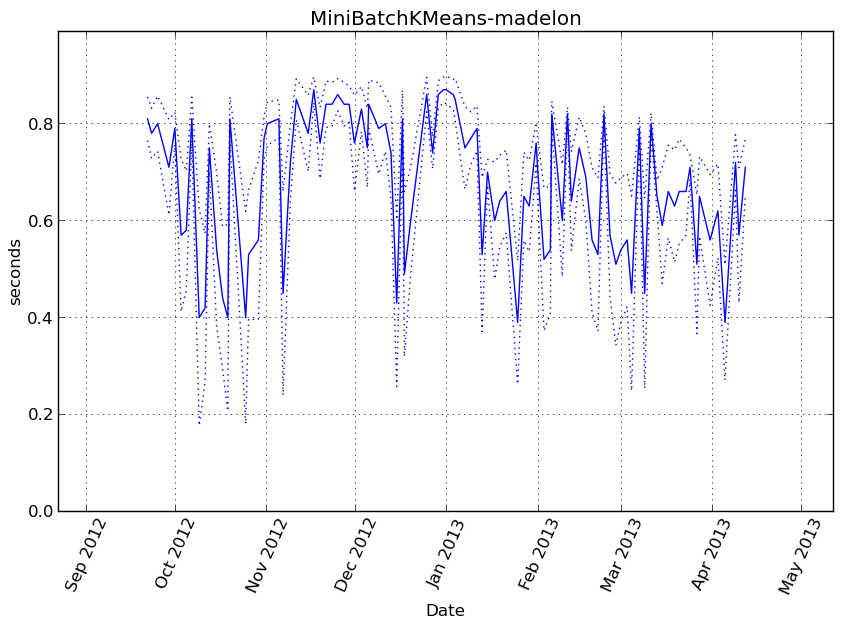 MiniBatchKMeans-madelon
0.8
0.6
0.4
0.2
0.0
seconds
Sep 2012
Oct 2012
Nov 2012
Dec 2012
Jan 2013
Feb 2013
Mar 2013
Apr 2013
May 2013
Date